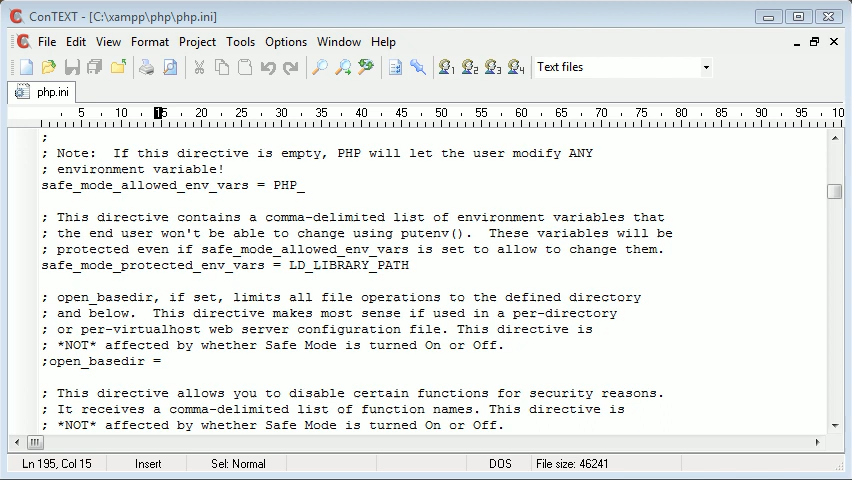 ConTEXT - [C:\xampp\php\php.ini]
File Edit View Format Project Tools Options Window Help
1 2 3 4 Text files
php.ini
5 10 15 20 25 30 35 40 45 50 55 60 65 70 75 80 85 90 95 10
;
; Note:  If this directive is empty, PHP will let the user modify ANY
; environment variable!
safe_mode_allowed_env_vars = PHP_
; This directive contains a comma-delimited list of environment variables that
; the end user won't be able to change using putenv().  These variables will be
; protected even if safe_mode_allowed_env_vars is set to allow to change them.
safe_mode_protected_env_vars = LD_LIBRARY_PATH
; open_basedir, if set, limits all file operations to the defined directory
; and below.  This directive makes most sense if used in a per-directory
; or per-virtualhost web server configuration file. This directive is
; *NOT* affected by whether Safe Mode is turned On or Off.
;open_basedir =
; This directive allows you to disable certain functions for security reasons.
; It receives a comma-delimited list of function names. This directive is
; *NOT* affected by whether Safe Mode is turned On or Off.
Ln 195, Col 15 Insert Sel: Normal DOS File size: 46241